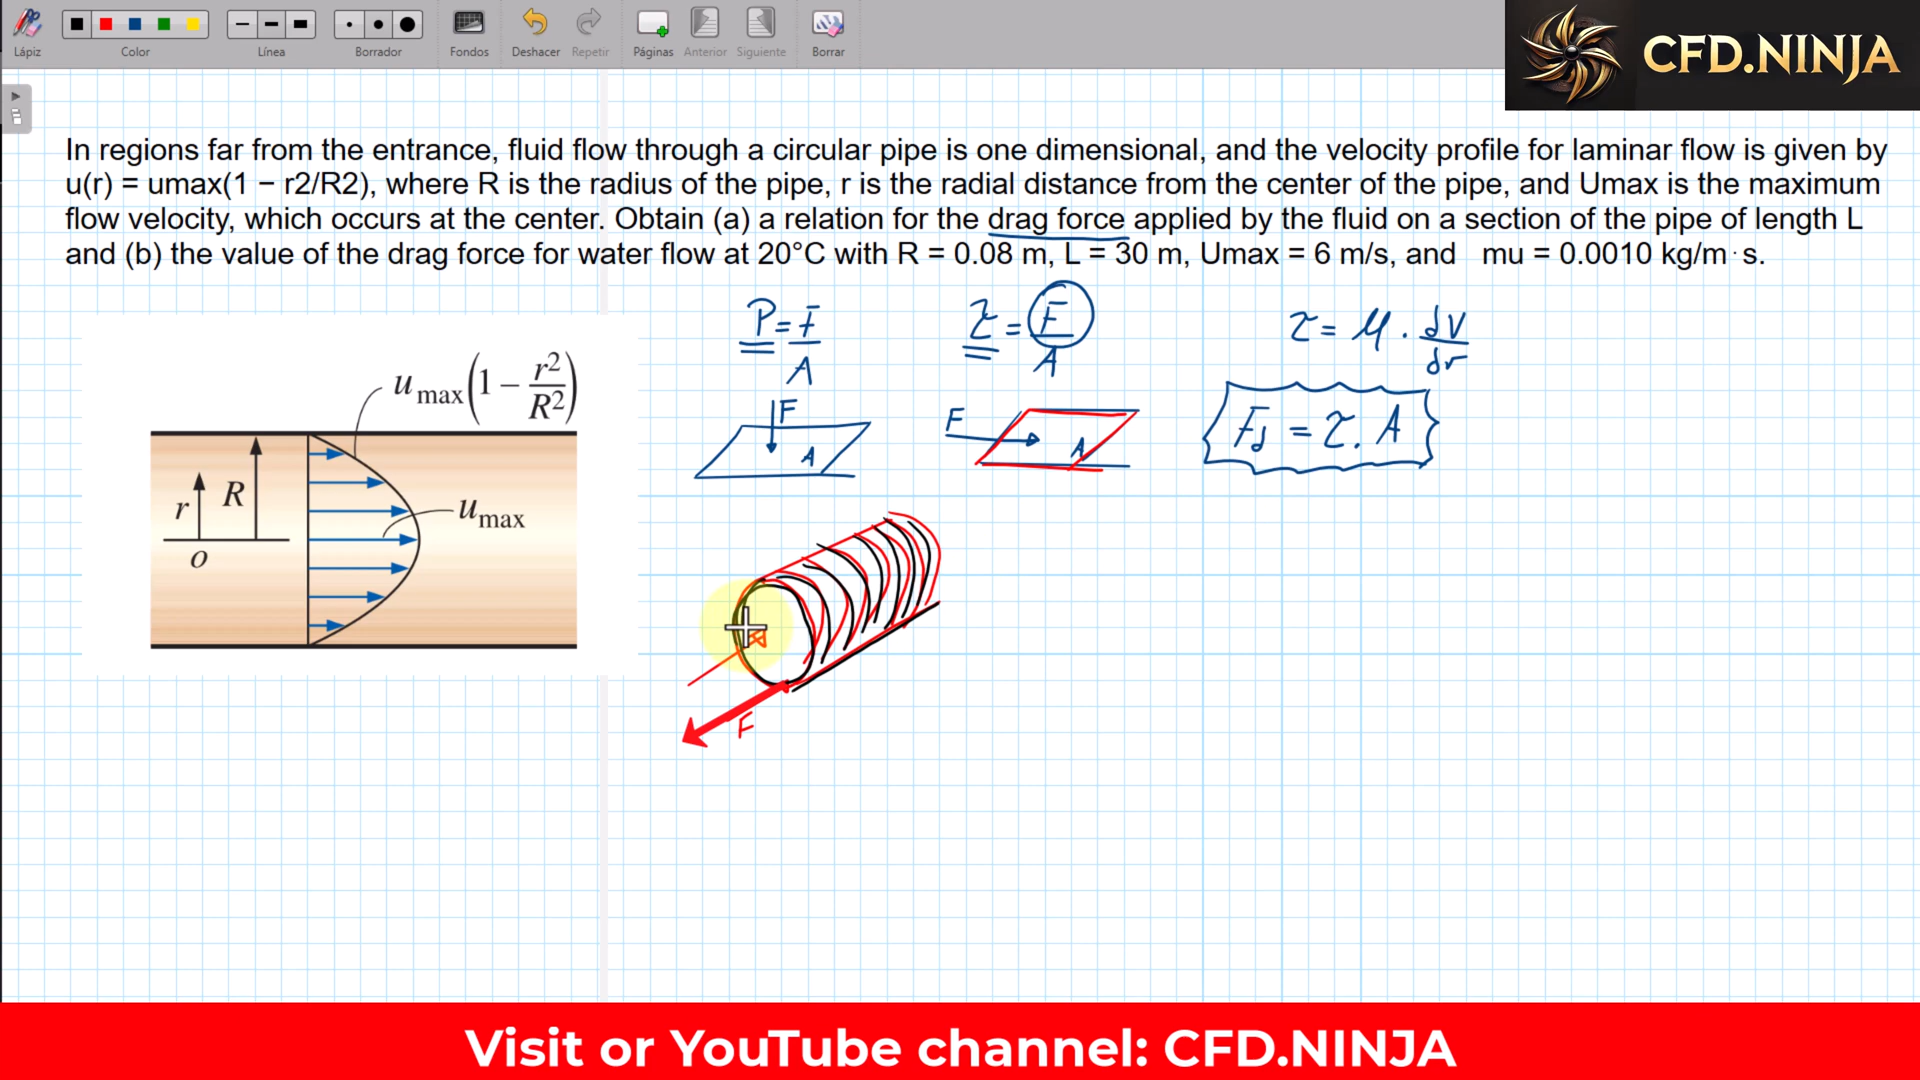 Lápiz
Color
Línea
Borrador
Fondos
Deshacer
Repetir
Páginas
Anterior
Siguiente
Borrar
CFD.NINJA
In regions far from the entrance, fluid flow through a circular pipe is one dimensional, and the velocity profile for laminar flow is given by
u(r) = umax(1 − r2/R2), where R is the radius of the pipe, r is the radial distance from the center of the pipe, and Umax is the maximum
flow velocity, which occurs at the center. Obtain (a) a relation for the drag force applied by the fluid on a section of the pipe of length L
and (b) the value of the drag force for water flow at 20°C with R = 0.08 m, L = 30 m, Umax = 6 m/s, and mu = 0.0010 kg/m·s.
P = F/A
τ = F/A
τ = μ · dV/dr
F
A
F
A
Fd = τ. A
u max (1 − r²/R²)
r
R
u max
o
F
Visit or YouTube channel: CFD.NINJA